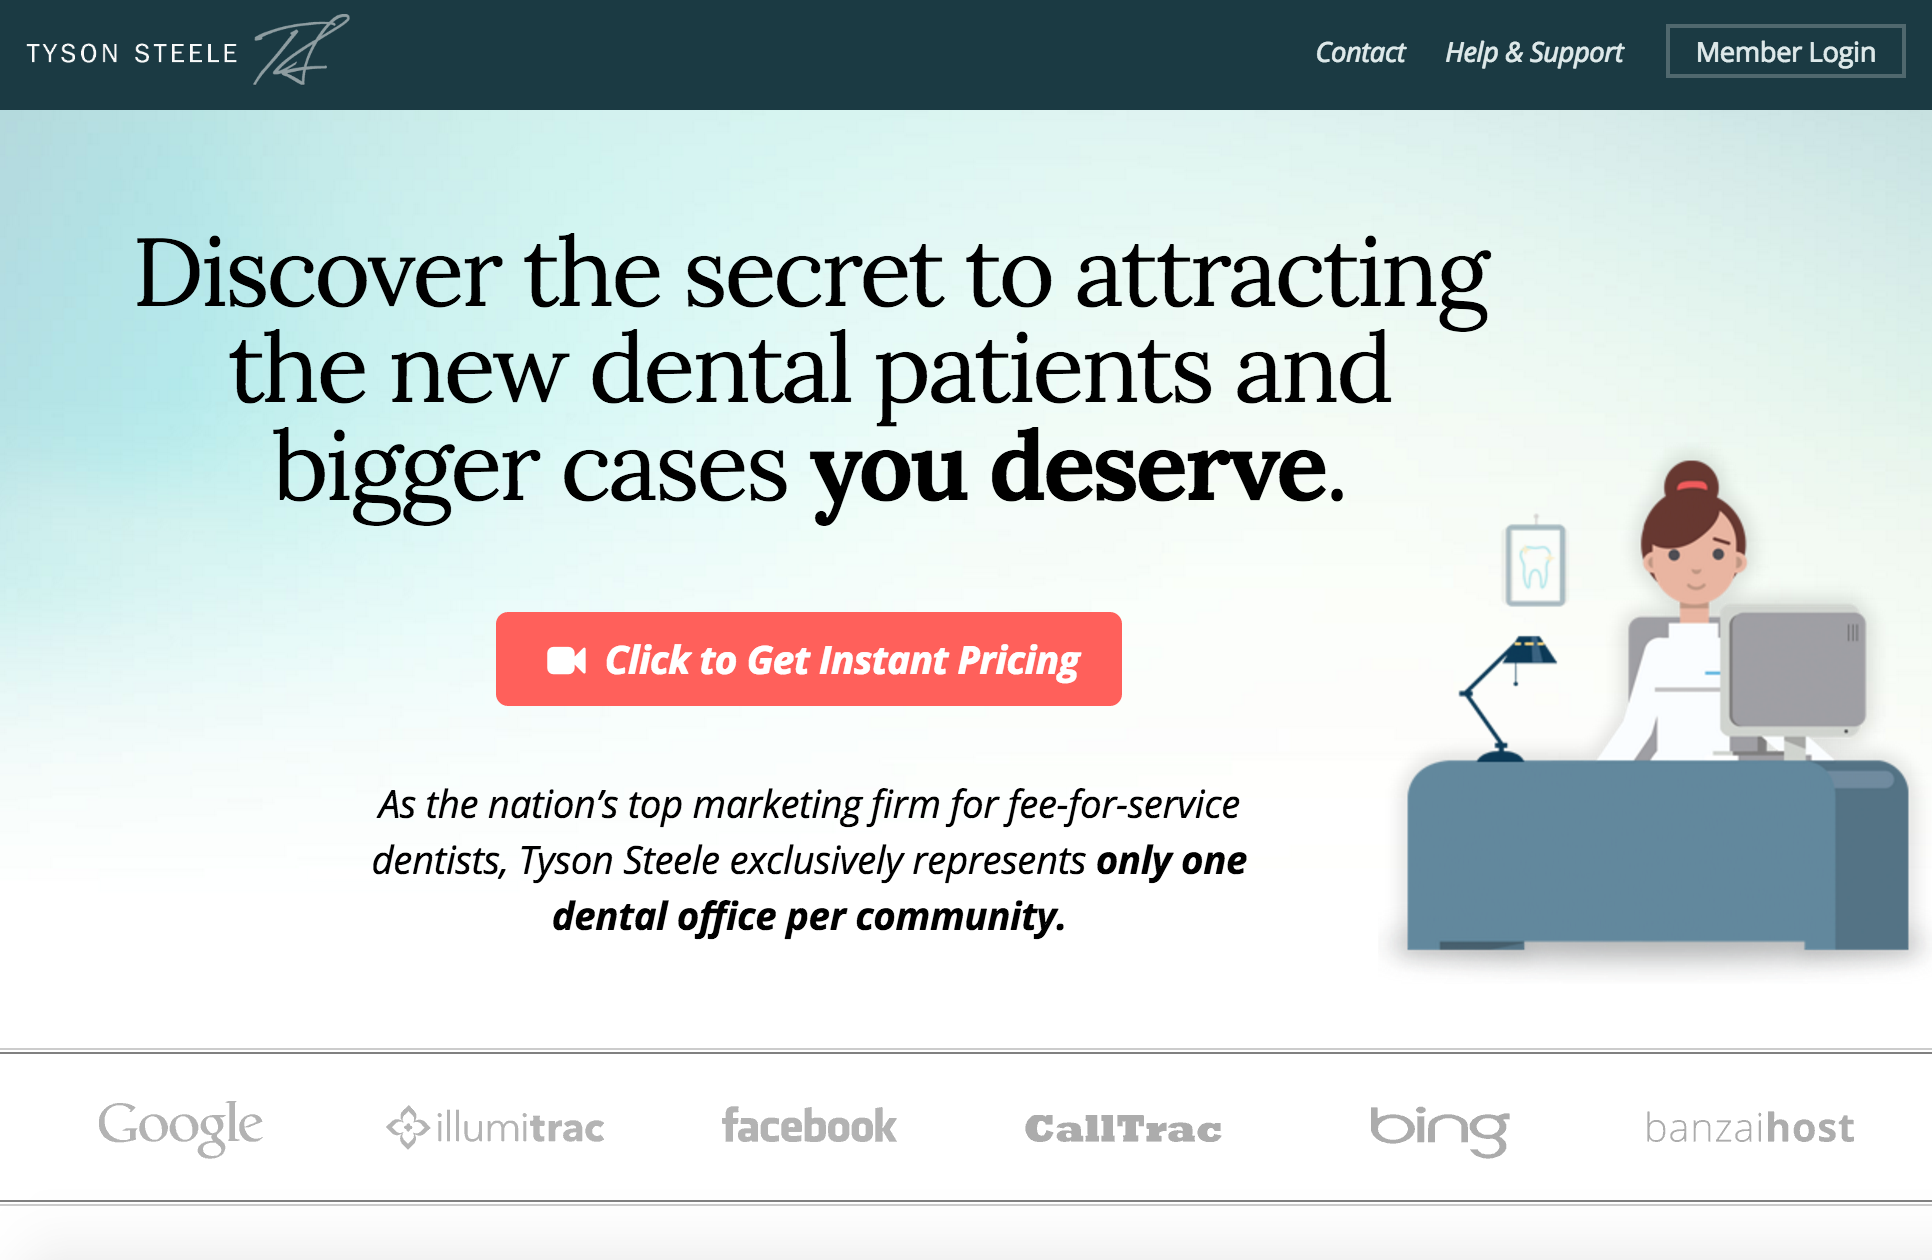 TYSON STEELE
Contact Help & Support Member Login
Discover the secret to attracting
the new dental patients and
bigger cases you deserve.
Click to Get Instant Pricing
As the nation’s top marketing firm for fee-for-service
dentists, Tyson Steele exclusively represents only one
dental office per community.
Google illumitrac facebook CallTrac bing banzaihost